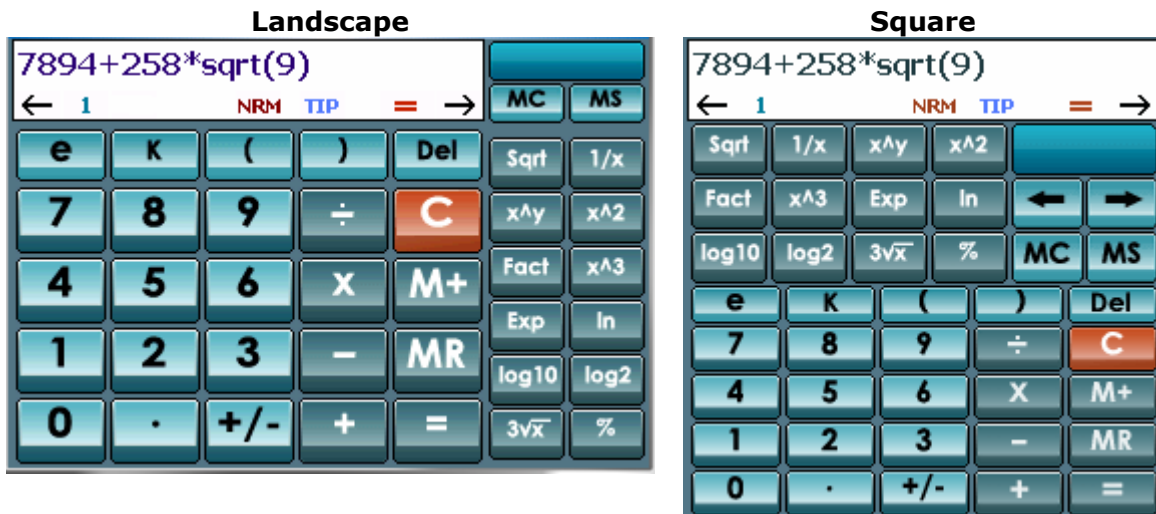 Landscape
7894+258*sqrt(9)
← 1 NRM TIP = →
MC MS
e K ( ) Del
Sqrt 1/x
7 8 9 ÷ C
x^y x^2
4 5 6 X M+
Fact x^3
1 2 3 − MR
Exp ln
log10 log2
0 · +/- + =
3√x %
Square
7894+258*sqrt(9)
← 1 NRM TIP = →
Sqrt 1/x x^y x^2
Fact x^3 Exp ln ← →
log10 log2 3√x % MC MS
e K ( ) Del
7 8 9 ÷ C
4 5 6 X M+
1 2 3 − MR
0 · +/- + =